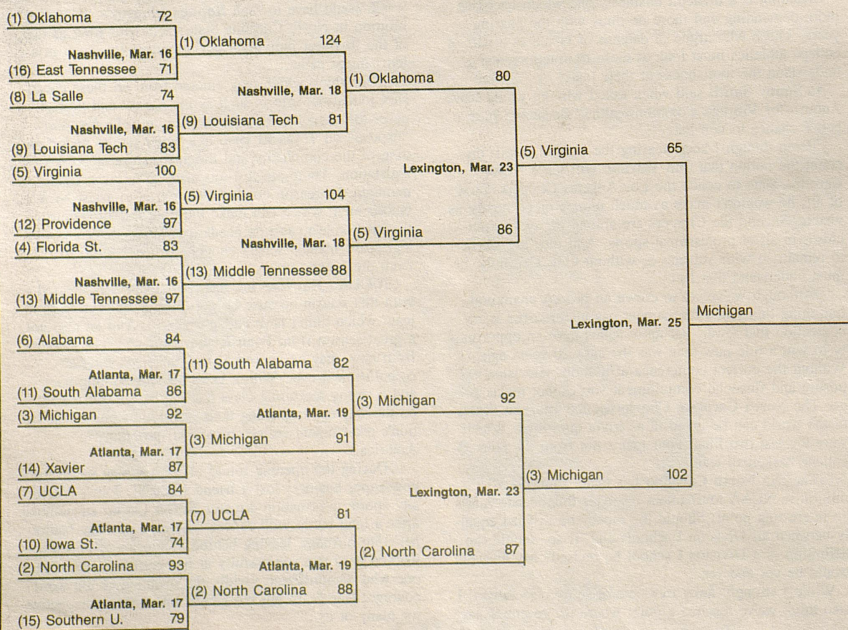 (1) Oklahoma 72
Nashville, Mar. 16
(16) East Tennessee 71
(8) La Salle 74
Nashville, Mar. 16
(9) Louisiana Tech 83
(5) Virginia 100
Nashville, Mar. 16
(12) Providence 97
(4) Florida St. 83
Nashville, Mar. 16
(13) Middle Tennessee 97
(6) Alabama 84
Atlanta, Mar. 17
(11) South Alabama 86
(3) Michigan 92
Atlanta, Mar. 17
(14) Xavier 87
(7) UCLA 84
Atlanta, Mar. 17
(10) Iowa St. 74
(2) North Carolina 93
Atlanta, Mar. 17
(15) Southern U. 79
(1) Oklahoma 124
Nashville, Mar. 18
(9) Louisiana Tech 81
(5) Virginia 104
Nashville, Mar. 18
(13) Middle Tennessee 88
(11) South Alabama 82
Atlanta, Mar. 19
(3) Michigan 91
(7) UCLA 81
Atlanta, Mar. 19
(2) North Carolina 88
(1) Oklahoma 80
Lexington, Mar. 23
(5) Virginia 86
(3) Michigan 92
Lexington, Mar. 23
(2) North Carolina 87
(5) Virginia 65
Lexington, Mar. 25
(3) Michigan 102
Michigan